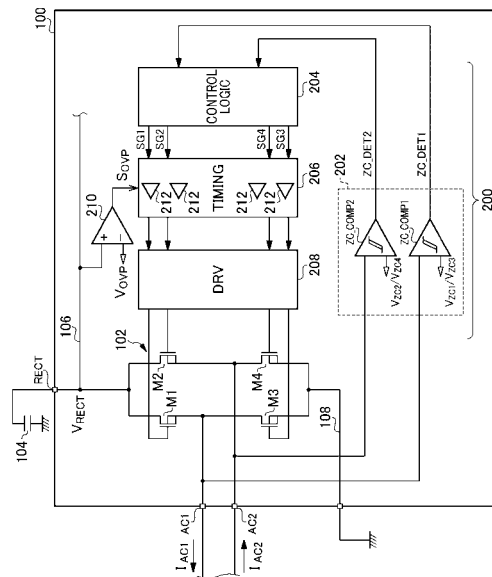 100
CONTROL LOGIC
204
SG1
SG2
SG4
SG3
ZC_DET2
ZC_DET1
SOVP
210
+
−
VOVP
212
212
212
212
TIMING
206
202
ZC_COMP2
ZC_COMP1
VZC2/VZC4
VZC1/VZC3
200
DRV
208
106
102
M2
M1
M4
M3
RECT
VRECT
104
108
AC1
AC2
IAC1
IAC2